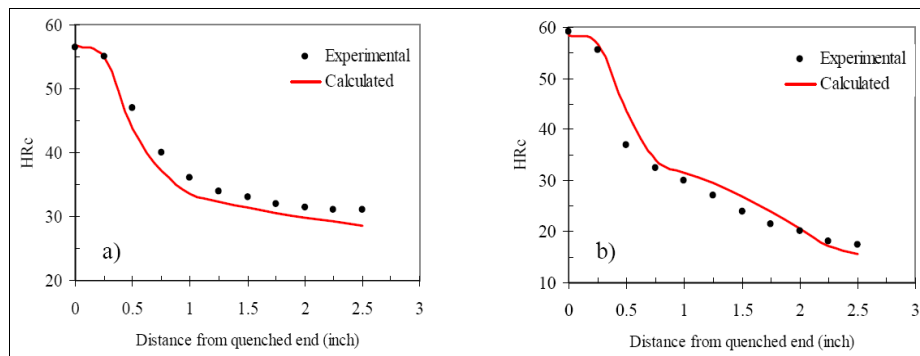 60
50
40
30
20
HRc
Experimental
Calculated
a)
0 0.5 1 1.5 2 2.5 3
Distance from quenched end (inch)
60
50
40
30
20
10
HRc
Experimental
Calculated
b)
0 0.5 1 1.5 2 2.5 3
Distance from quenched end (inch)